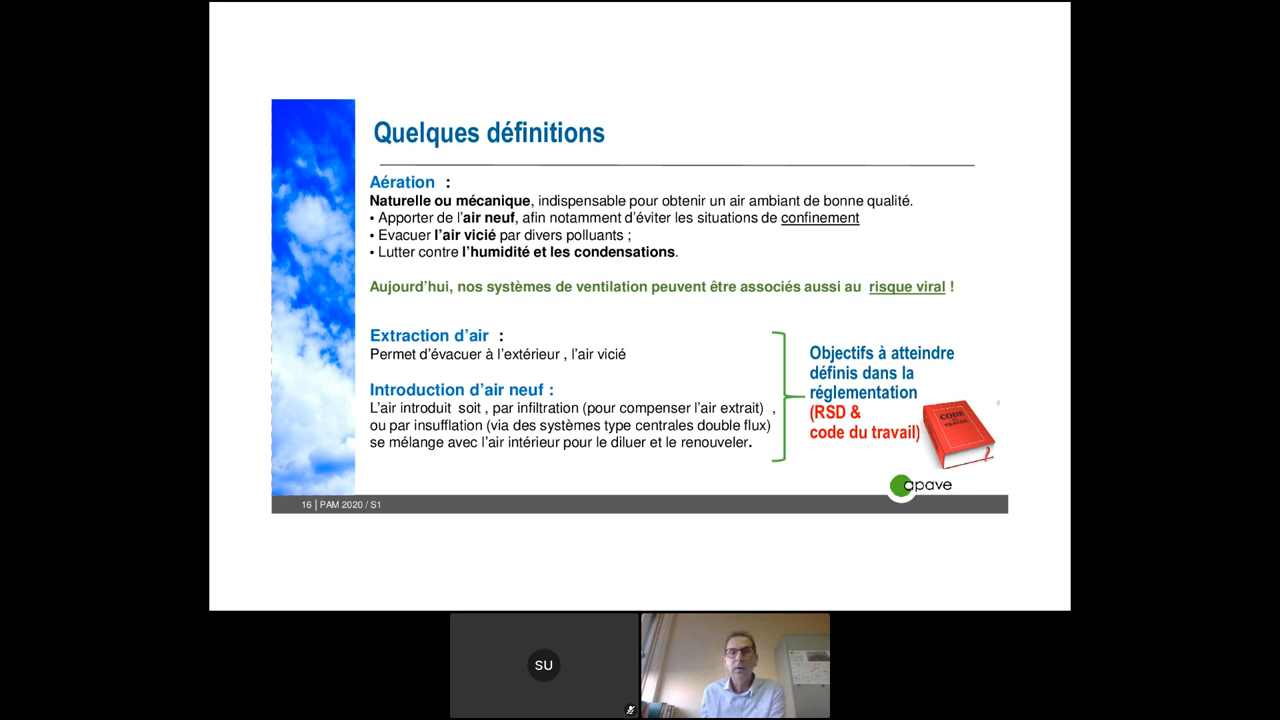 Quelques définitions
Aération :
Naturelle ou mécanique, indispensable pour obtenir un air ambiant de bonne qualité.
• Apporter de l'air neuf, afin notamment d'éviter les situations de confinement
• Evacuer l'air vicié par divers polluants ;
• Lutter contre l'humidité et les condensations.
Aujourd'hui, nos systèmes de ventilation peuvent être associés aussi au risque viral !
Extraction d'air :
Permet d'évacuer à l'extérieur , l'air vicié
Introduction d'air neuf :
L'air introduit soit , par infiltration (pour compenser l'air extrait) ,
ou par insufflation (via des systèmes type centrales double flux)
se mélange avec l'air intérieur pour le diluer et le renouveler.
Objectifs à atteindre
définis dans la
réglementation
(RSD &
code du travail)
CODE
TRAVAIL
apave
16 | PAM 2020 / S1
SU